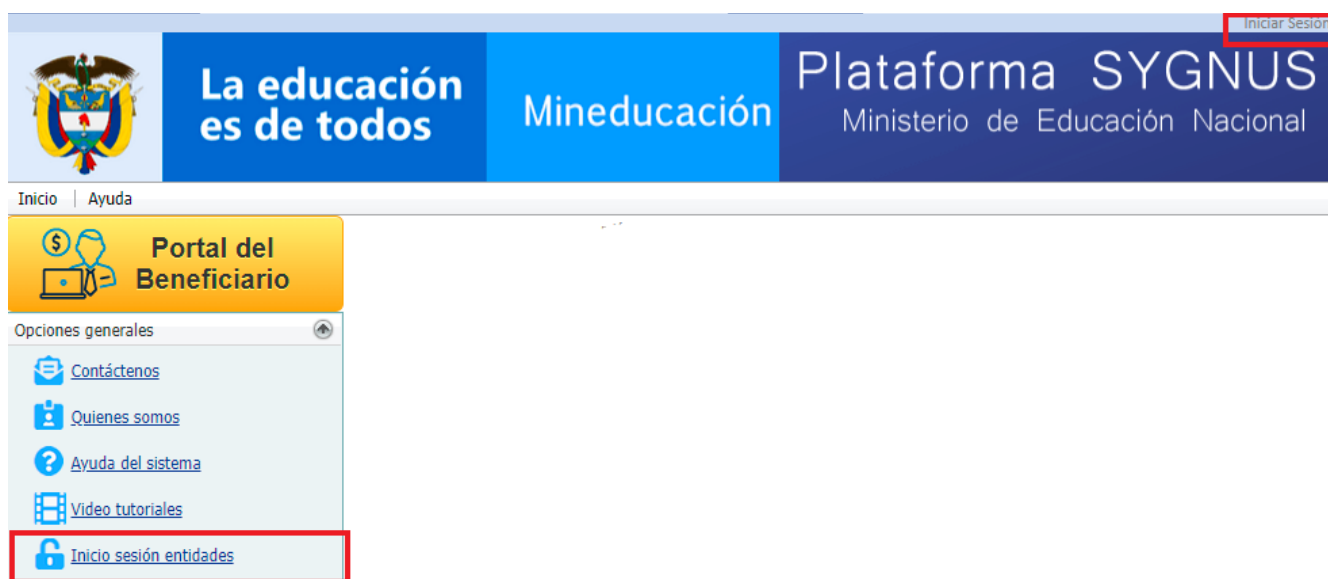 Iniciar Sesión
La educación
es de todos
Mineducación
Plataforma SYGNUS
Ministerio de Educación Nacional
Inicio | Ayuda
Portal del
Beneficiario
Opciones generales
Contáctenos
Quienes somos
Ayuda del sistema
Video tutoriales
Inicio sesión entidades